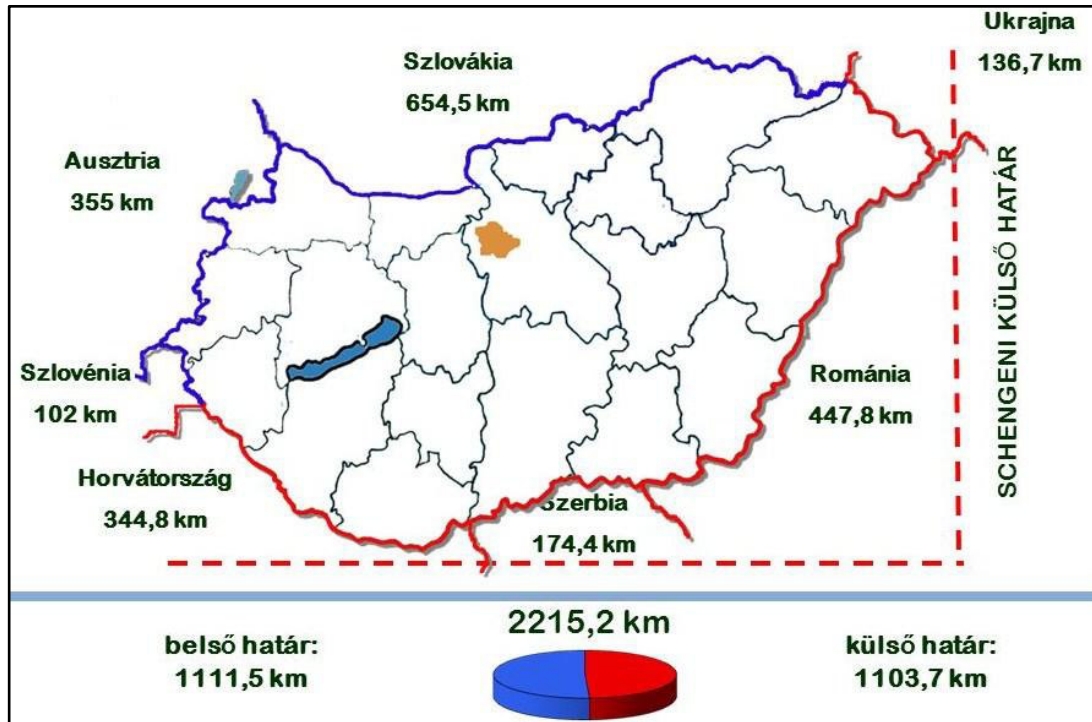 Ukrajna
136,7 km
Szlovákia
654,5 km
Ausztria
355 km
SCHENGENI KÜLSŐ HATÁR
Szlovénia
102 km
Románia
447,8 km
Horvátország
344,8 km
Szerbia
174,4 km
2215,2 km
belső határ:
1111,5 km
külső határ:
1103,7 km